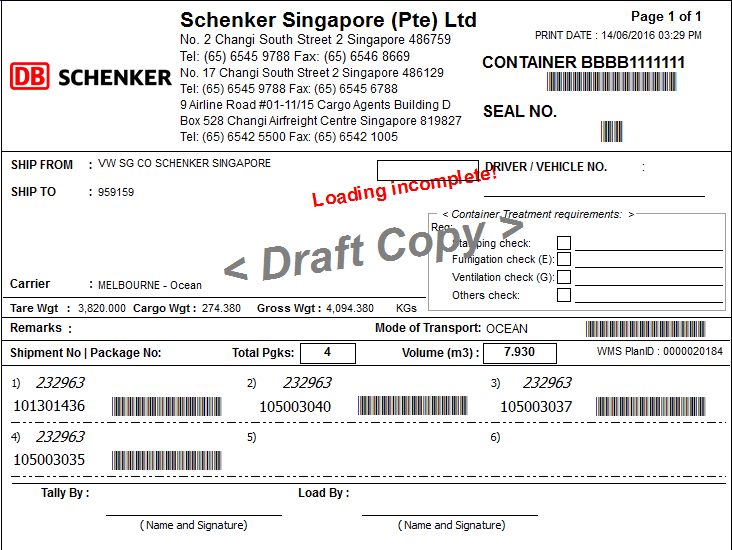 Schenker Singapore (Pte) Ltd
Page 1 of 1
No. 2 Changi South Street 2 Singapore 486759
PRINT DATE : 14/06/2016 03:29 PM
Tel: (65) 6545 9788 Fax: (65) 6546 8669
No. 17 Changi South Street 2 Singapore 486129
CONTAINER BBBB1111111
DB SCHENKER
Tel: (65) 6545 9788 Fax: (65) 6545 6788
9 Airline Road #01-11/15 Cargo Agents Building D
SEAL NO.
Box 528 Changi Airfreight Centre Singapore 819827
Tel: (65) 6542 5500 Fax: (65) 6542 1005
SHIP FROM : VW SG CO SCHENKER SINGAPORE
DRIVER / VEHICLE NO. :
Loading incomplete!
SHIP TO : 959159
< Container Treatment requirements: >
Req:
< Draft Copy >
Stamping check:
Fumigation check (E):
Ventilation check (G):
Others check:
Carrier : MELBOURNE - Ocean
Tare Wgt : 3,820.000 Cargo Wgt : 274.380 Gross Wgt : 4,094.380 KGs
Remarks : Mode of Transport: OCEAN
Shipment No | Package No: Total Pgks: 4 Volume (m3) : 7.930 WMS PlanID : 0000020184
1) 232963 2) 232963 3) 232963
101301436 105003040 105003037
4) 232963 5) 6)
105003035
Tally By : Load By :
(Name and Signature) (Name and Signature)